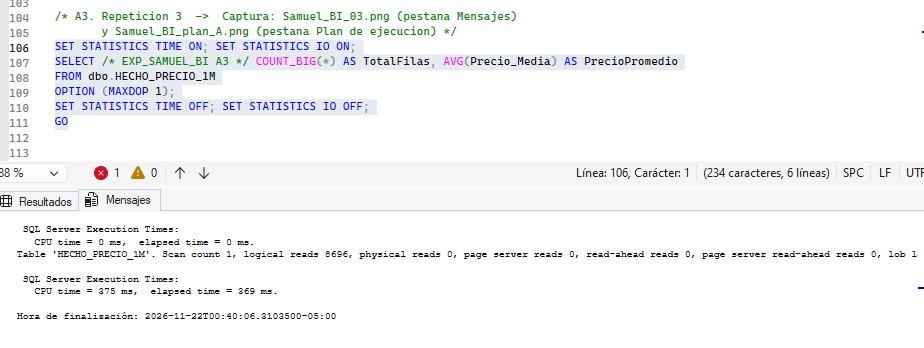 103
104 /* A3. Repeticion 3 -> Captura: Samuel_BI_03.png (pestana Mensajes)
105 y Samuel_BI_plan_A.png (pestana Plan de ejecucion) */
106 SET STATISTICS TIME ON; SET STATISTICS IO ON;
107 SELECT /* EXP_SAMUEL_BI A3 */ COUNT_BIG(*) AS TotalFilas, AVG(Precio_Media) AS PrecioPromedio
108 FROM dbo.HECHO_PRECIO_1M
109 OPTION (MAXDOP 1);
110 SET STATISTICS TIME OFF; SET STATISTICS IO OFF;
111 GO
112
113
88 % 1 0 Línea: 106, Carácter: 1 (234 caracteres, 6 líneas) SPC LF UTF
Resultados Mensajes
SQL Server Execution Times:
CPU time = 0 ms, elapsed time = 0 ms.
Table 'HECHO_PRECIO_1M'. Scan count 1, logical reads 8696, physical reads 0, page server reads 0, read-ahead reads 0, page server read-ahead reads 0, lob l
SQL Server Execution Times:
CPU time = 375 ms, elapsed time = 369 ms.
Hora de finalización: 2026-11-22T00:40:06.3103500-05:00